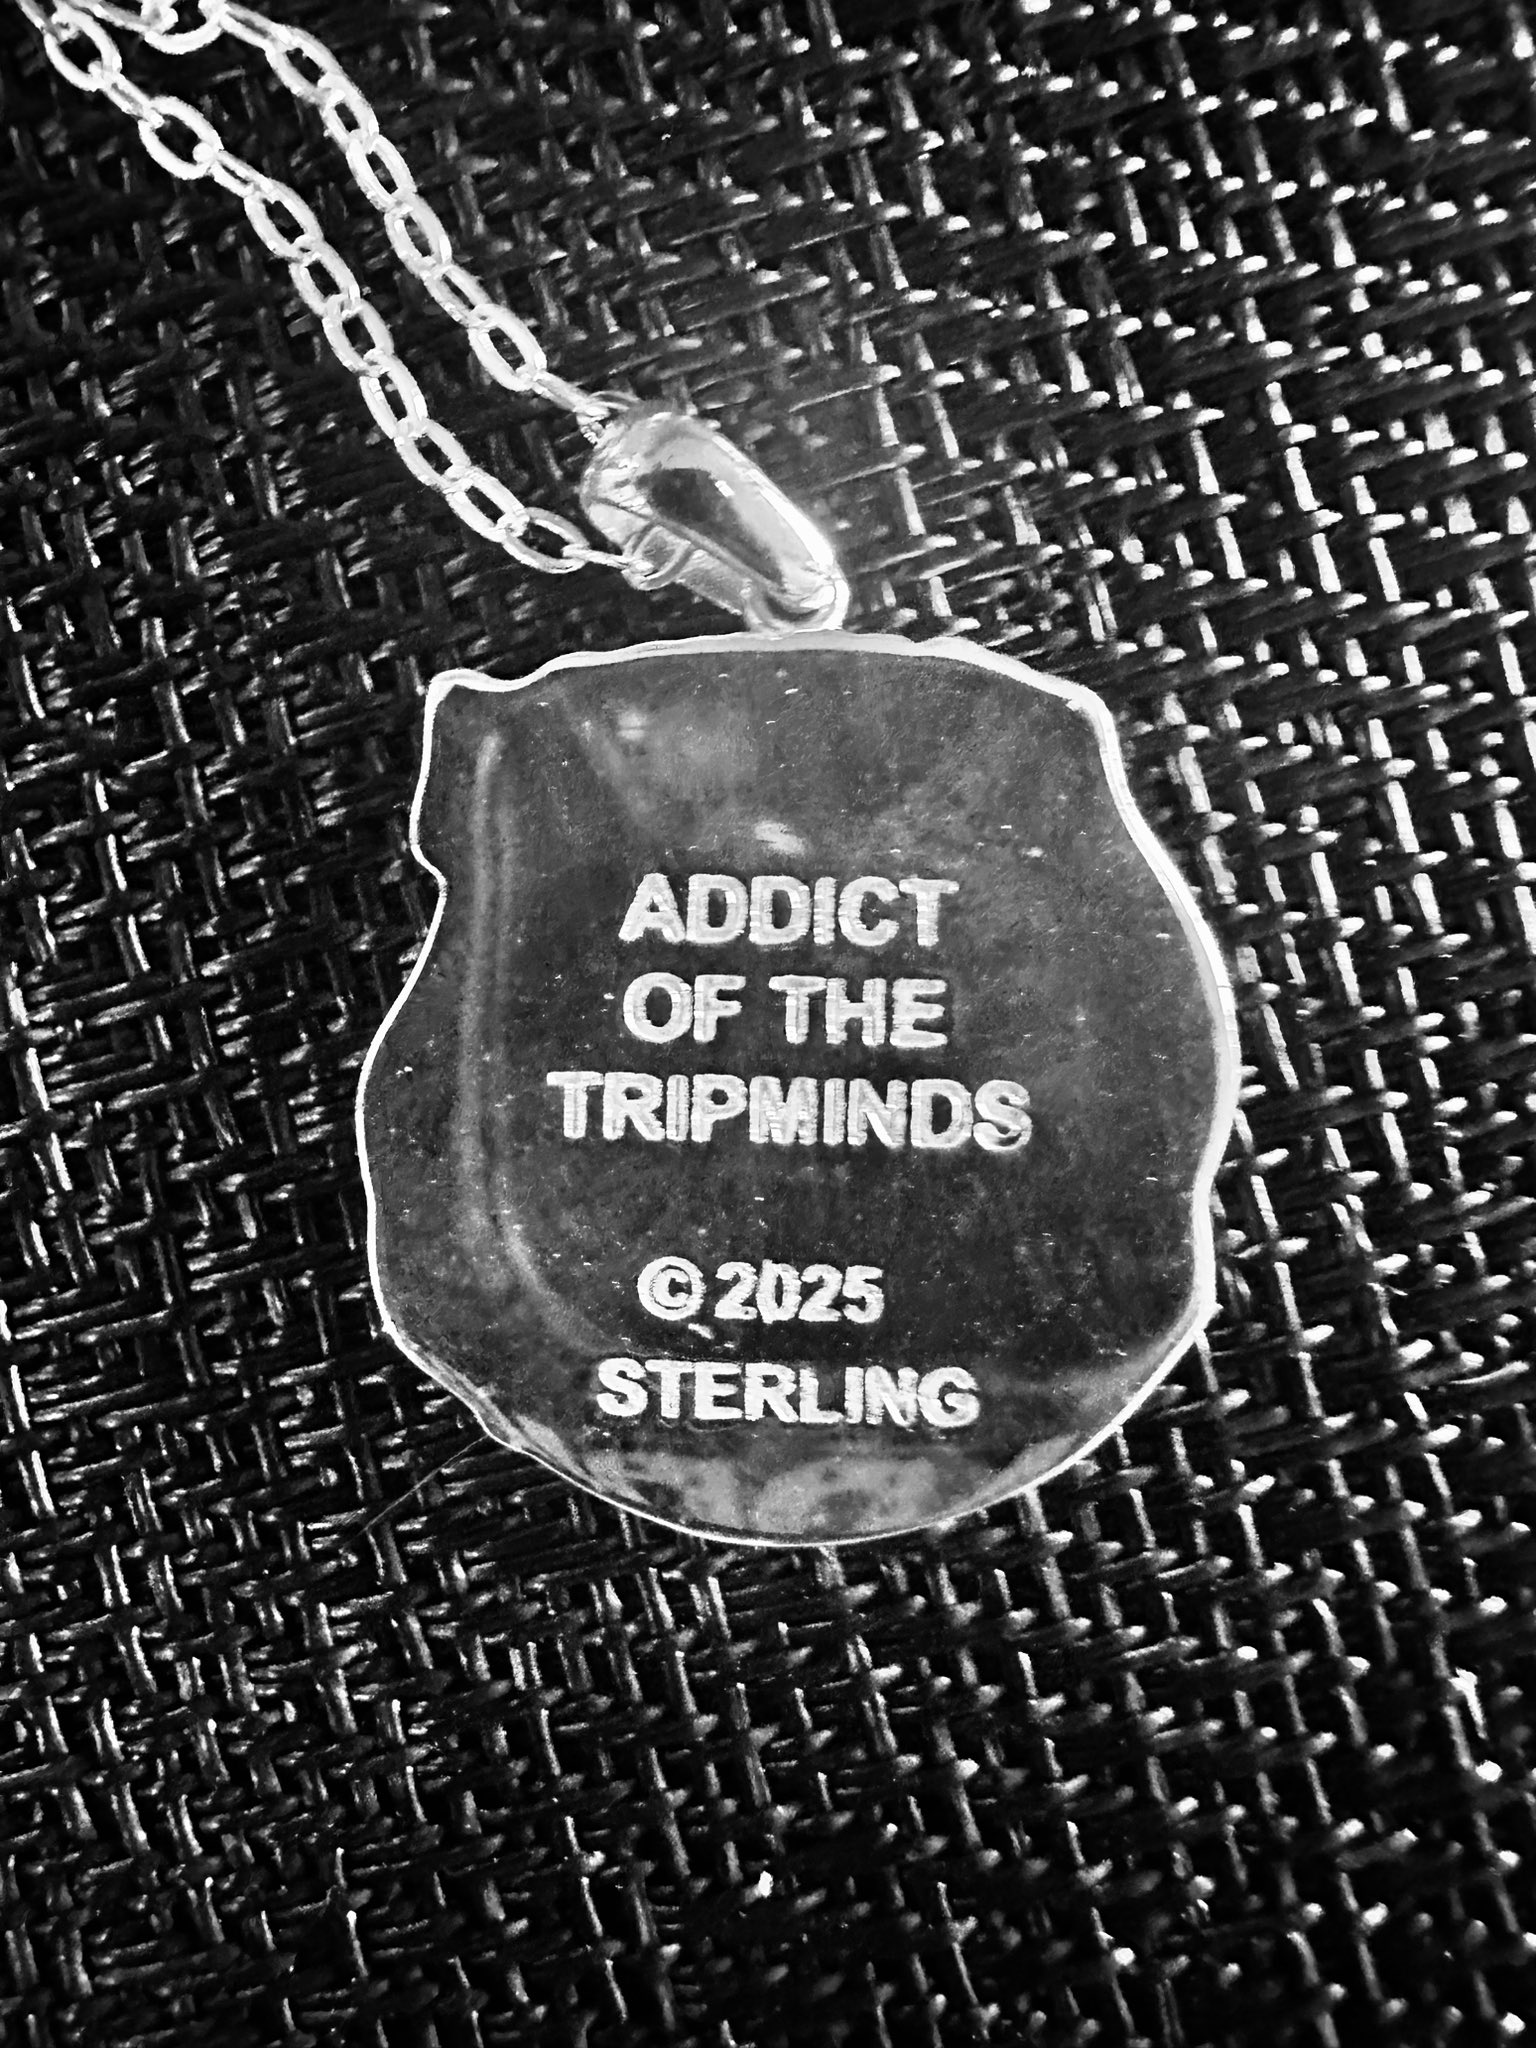 ADDICT
OF THE
TRIPMINDS
© 2025
STERLING